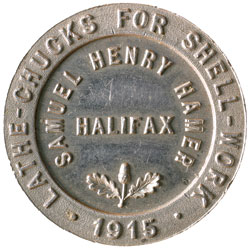 LATHE-CHUCKS FOR SHELL-WORK
· 1915 ·
SAMUEL HENRY HAMER
HALIFAX